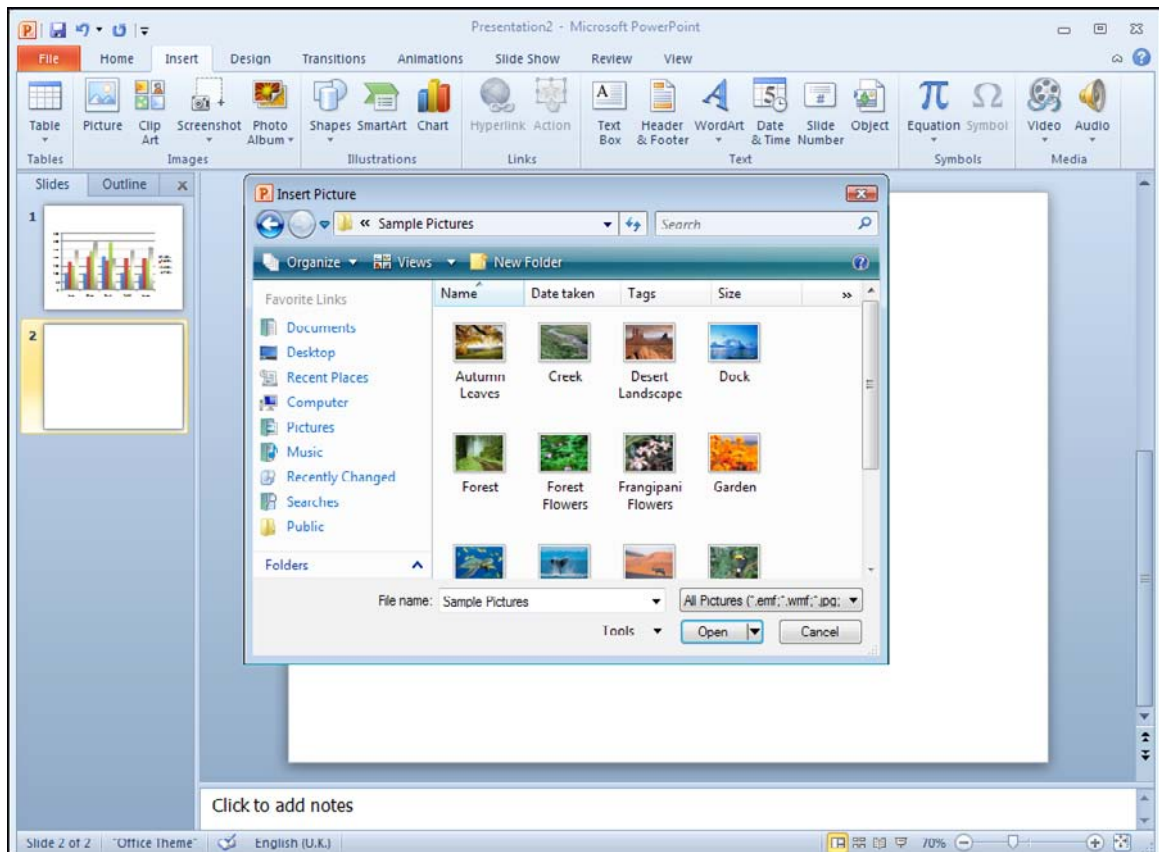 Presentation2 - Microsoft PowerPoint
File Home Insert Design Transitions Animations Slide Show Review View
Table Picture Clip Art Screenshot Photo Album Shapes SmartArt Chart Hyperlink Action Text Box Header & Footer WordArt Date & Time Slide Number Object Equation Symbol Video Audio
Tables Images Illustrations Links Text Symbols Media
Slides Outline
1
2
Insert Picture
« Sample Pictures Search
Organize Views New Folder
Favorite Links
Documents
Desktop
Recent Places
Computer
Pictures
Music
Recently Changed
Searches
Public
Folders
Name Date taken Tags Size »
Autumn Leaves Creek Desert Landscape Dock
Forest Forest Flowers Frangipani Flowers Garden
File name: Sample Pictures All Pictures (*.emf;*.wmf;*.jpg;
Tools Open Cancel
Click to add notes
Slide 2 of 2 "Office Theme" English (U.K.) 70%